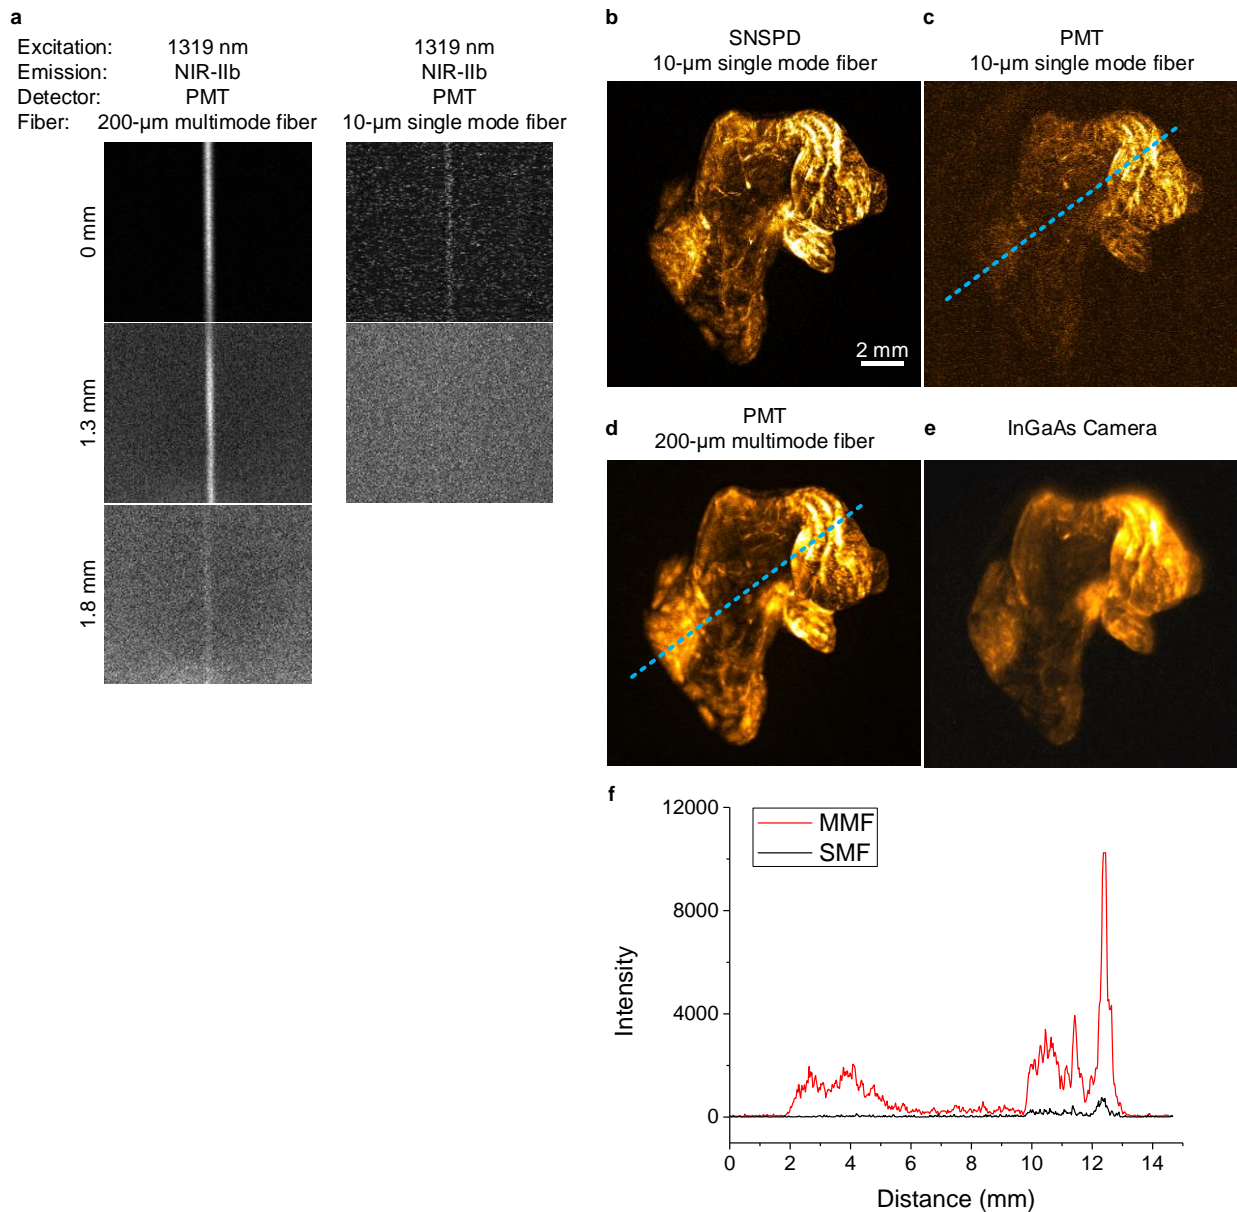 a
Excitation: 1319 nm 1319 nm
Emission: NIR-IIb NIR-IIb
Detector: PMT PMT
Fiber: 200-µm multimode fiber 10-µm single mode fiber
0 mm
1.3 mm
1.8 mm
b
SNSPD
10-µm single mode fiber
2 mm
c
PMT
10-µm single mode fiber
d
PMT
200-µm multimode fiber
e
InGaAs Camera
f
MMF
SMF
Intensity
12000
8000
4000
0
0 2 4 6 8 10 12 14
Distance (mm)